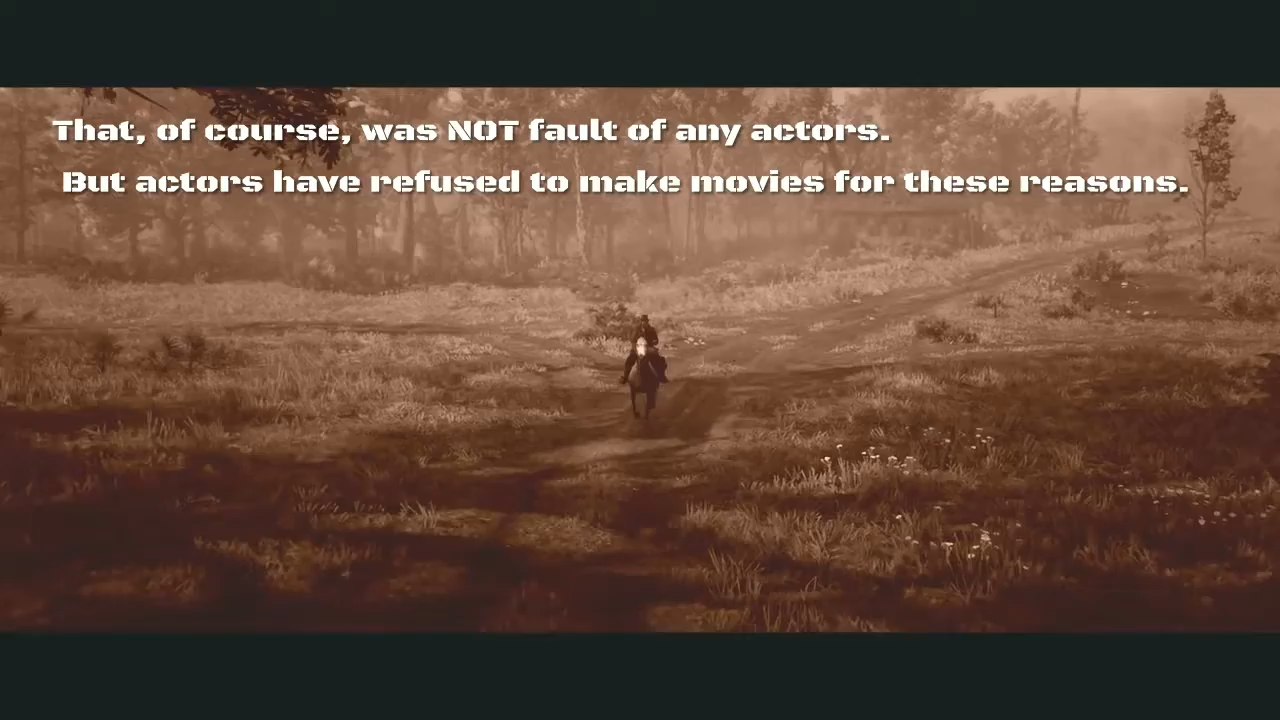 That, of course, was NOT fault of any actors.
But actors have refused to make movies for these reasons.